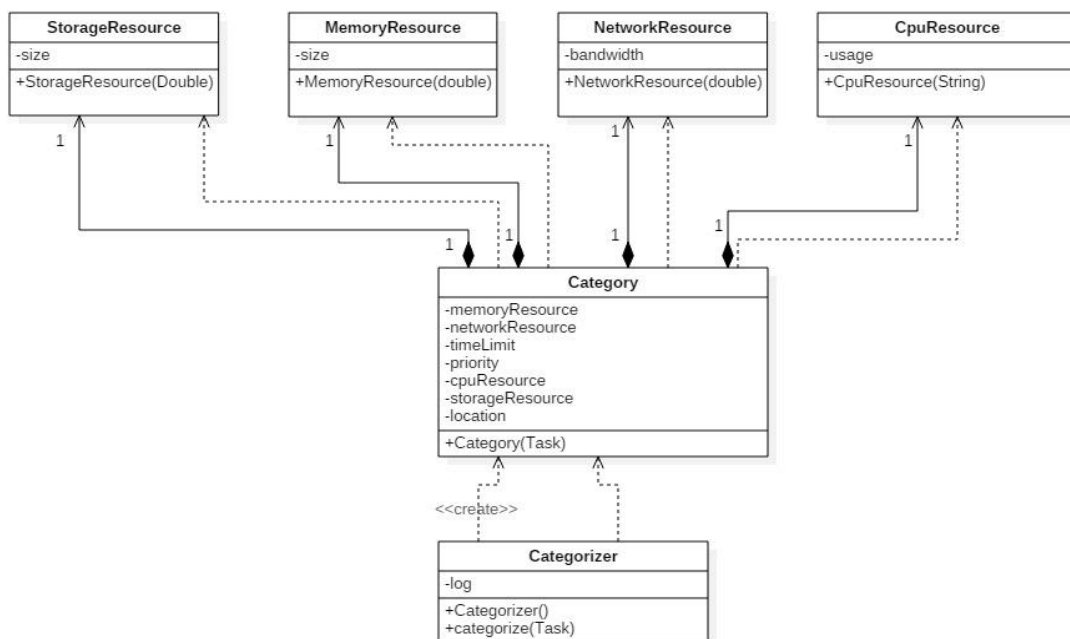 StorageResource
-size
+StorageResource(Double)
MemoryResource
-size
+MemoryResource(double)
NetworkResource
-bandwidth
+NetworkResource(double)
CpuResource
-usage
+CpuResource(String)
1
1
1
1
1
1
1
1
Category
-memoryResource
-networkResource
-timeLimit
-priority
-cpuResource
-storageResource
-location
+Category(Task)
<<create>>
Categorizer
-log
+Categorizer()
+categorize(Task)